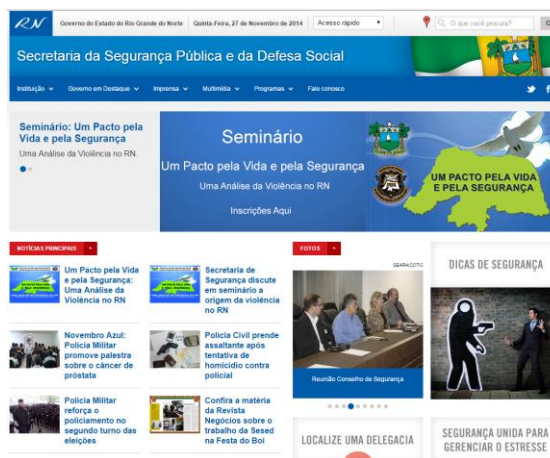 RN
Governo do Estado do Rio Grande do Norte
Quinta-Feira, 27 de Novembro de 2014
Acesso rápido
O que você procura?
Secretaria da Segurança Pública e da Defesa Social
Instituição
Governo em Destaque
Imprensa
Multimídia
Programas
Fale conosco
Seminário: Um Pacto pela
Vida e pela Segurança
Uma Análise da Violência no RN.
Seminário
Um Pacto pela Vida e pela Segurança
Uma Análise da Violência no RN
Inscrições Aqui
UM PACTO PELA VIDA
E PELA SEGURANÇA
NOTÍCIAS PRINCIPAIS +
Um Pacto pela Vida
e pela Segurança:
Uma Análise da
Violência no RN
Secretaria de
Segurança discute
em seminário a
origem da violência
no RN
Novembro Azul:
Polícia Militar
promove palestra
sobre o câncer de
próstata
Polícia Civil prende
assaltante após
tentativa de
homicídio contra
policial
Polícia Militar
reforça o
policiamento no
segundo turno das
eleições
Confira a matéria
da Revista
Negócios sobre o
trabalho da Sesed
na Festa do Boi
FOTOS +
Reunião Conselho de Segurança
LOCALIZE UMA DELEGACIA
DICAS DE SEGURANÇA
SEGURANÇA UNIDA PARA
GERENCIAR O ESTRESSE